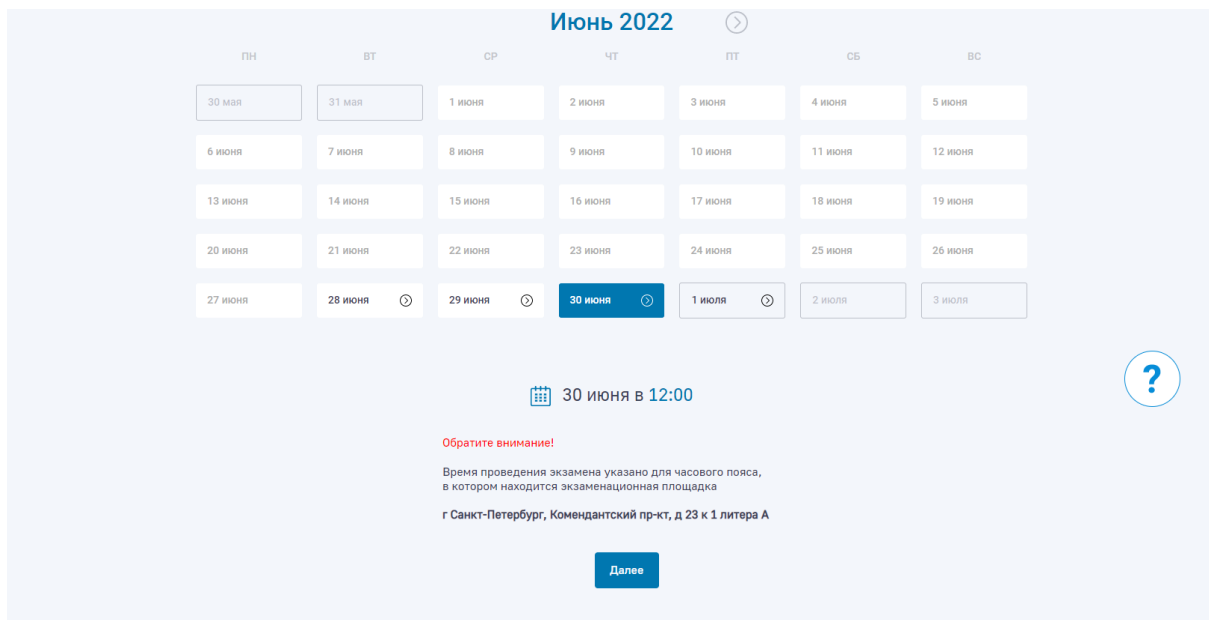 Июнь 2022
ПН ВТ СР ЧТ ПТ СБ ВС
30 мая 31 мая 1 июня 2 июня 3 июня 4 июня 5 июня
6 июня 7 июня 8 июня 9 июня 10 июня 11 июня 12 июня
13 июня 14 июня 15 июня 16 июня 17 июня 18 июня 19 июня
20 июня 21 июня 22 июня 23 июня 24 июня 25 июня 26 июня
27 июня 28 июня 29 июня 30 июня 1 июля 2 июля 3 июля
?
30 июня в 12:00
Обратите внимание!
Время проведения экзамена указано для часового пояса,
в котором находится экзаменационная площадка
г Санкт-Петербург, Комендантский пр-кт, д 23 к 1 литера А
Далее